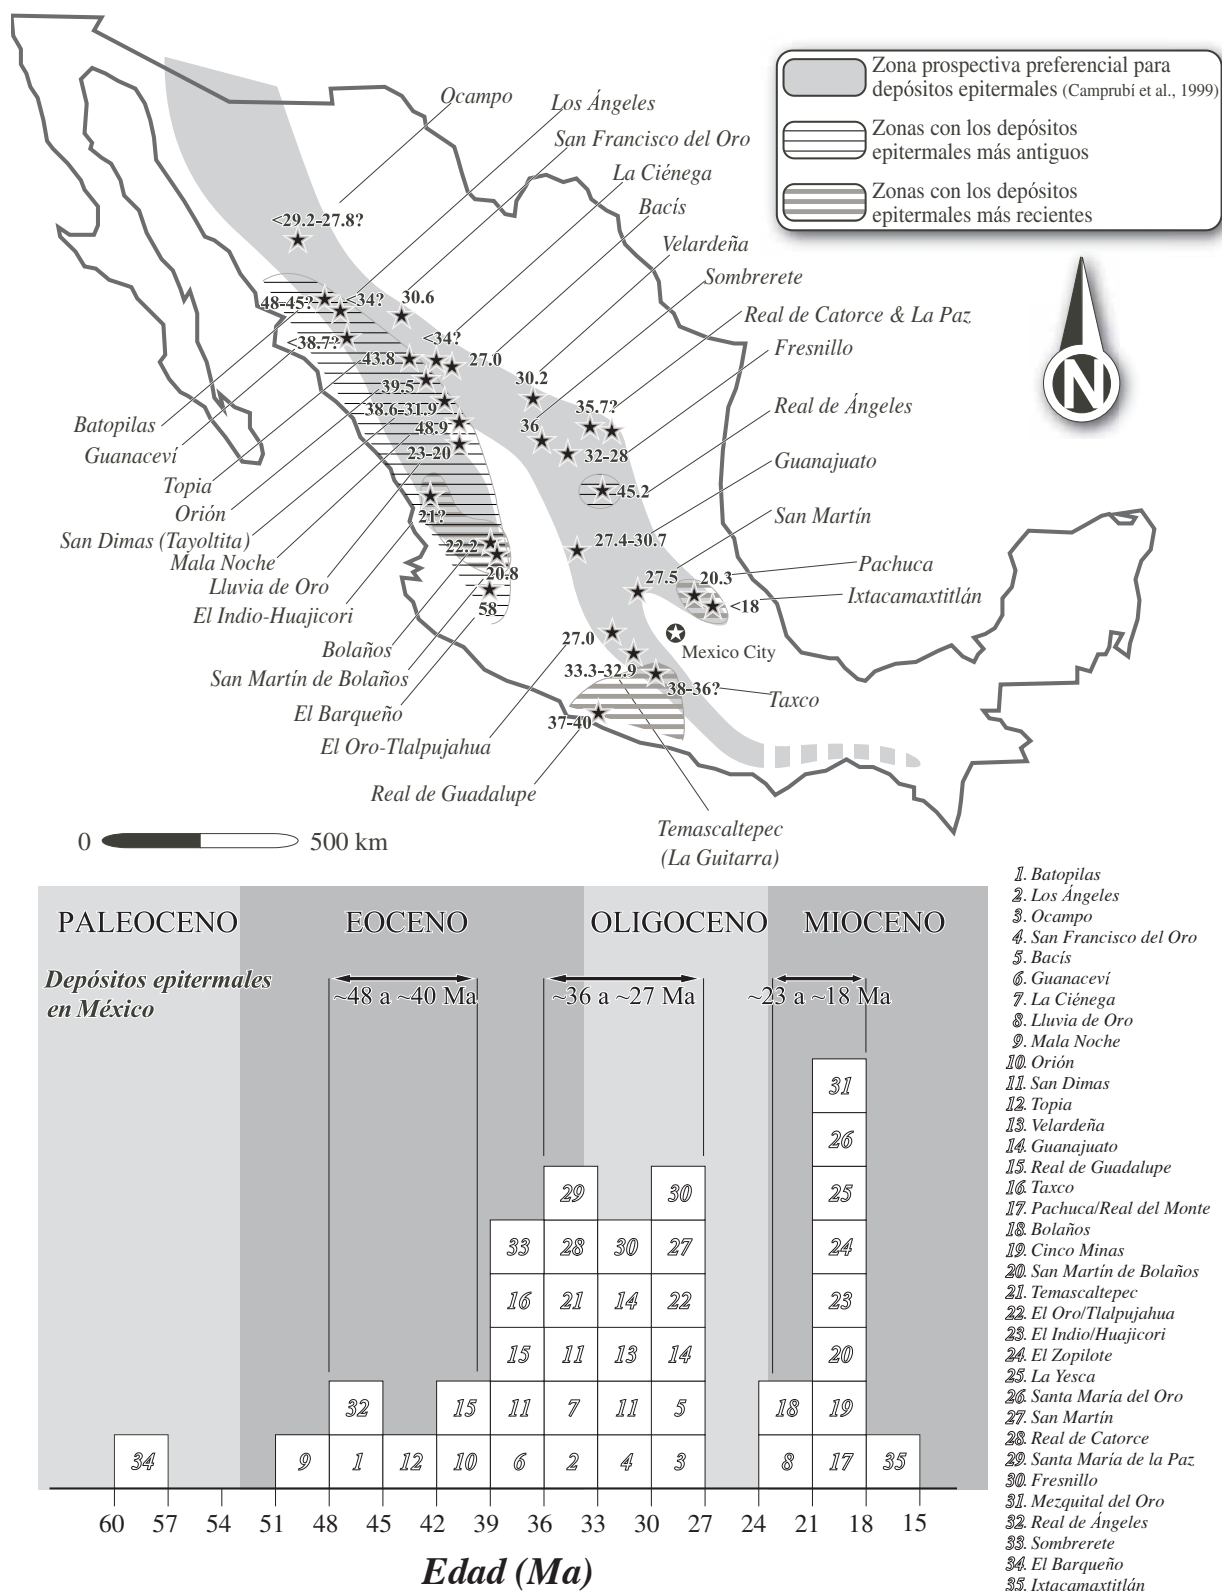 Zona prospectiva preferencial para
depósitos epitermales (Camprubí et al., 1999)
Zonas con los depósitos
epitermales más antiguos
Zonas con los depósitos
epitermales más recientes
Ocampo
Los Ángeles
San Francisco del Oro
La Ciénega
Bacís
Velardeña
Sombrerete
Real de Catorce & La Paz
Fresnillo
Real de Ángeles
Guanajuato
San Martín
Pachuca
Ixtacamaxtitlán
Mexico City
Taxco
N
<29.2-27.8?
48-45?
<34?
30.6
<38.7?
<34?
43.8
27.0
39.5
30.2
38.6-31.9
35.7?
48.9
36
23-20
32-28
45.2
21?
22.2
27.4-30.7
20.8
27.5
20.3
58
<18
27.0
33.3-32.9
38-36?
37-40
Batopilas
Guanaceví
Topia
Orión
San Dimas (Tayoltita)
Mala Noche
Lluvia de Oro
El Indio-Huajicori
Bolaños
San Martín de Bolaños
El Barqueño
El Oro-Tlalpujahua
Real de Guadalupe
Temascaltepec
(La Guitarra)
0 500 km
PALEOCENO EOCENO OLIGOCENO MIOCENO
Depósitos epitermales
en México
~48 a ~40 Ma ~36 a ~27 Ma ~23 a ~18 Ma
31
26
29 30 25
33 28 30 27 24
16 21 14 22 23
15 11 13 14 20
32 15 11 7 11 5 18 19
34 9 1 12 10 6 2 4 3 8 17 35
60 57 54 51 48 45 42 39 36 33 30 27 24 21 18 15
Edad (Ma)
1. Batopilas
2. Los Ángeles
3. Ocampo
4. San Francisco del Oro
5. Bacís
6. Guanaceví
7. La Ciénega
8. Lluvia de Oro
9. Mala Noche
10. Orión
11. San Dimas
12. Topia
13. Velardeña
14. Guanajuato
15. Real de Guadalupe
16. Taxco
17. Pachuca/Real del Monte
18. Bolaños
19. Cinco Minas
20. San Martín de Bolaños
21. Temascaltepec
22. El Oro/Tlalpujahua
23. El Indio/Huajicori
24. El Zopilote
25. La Yesca
26. Santa María del Oro
27. San Martín
28. Real de Catorce
29. Santa María de la Paz
30. Fresnillo
31. Mezquital del Oro
32. Real de Ángeles
33. Sombrerete
34. El Barqueño
35. Ixtacamaxtitlán